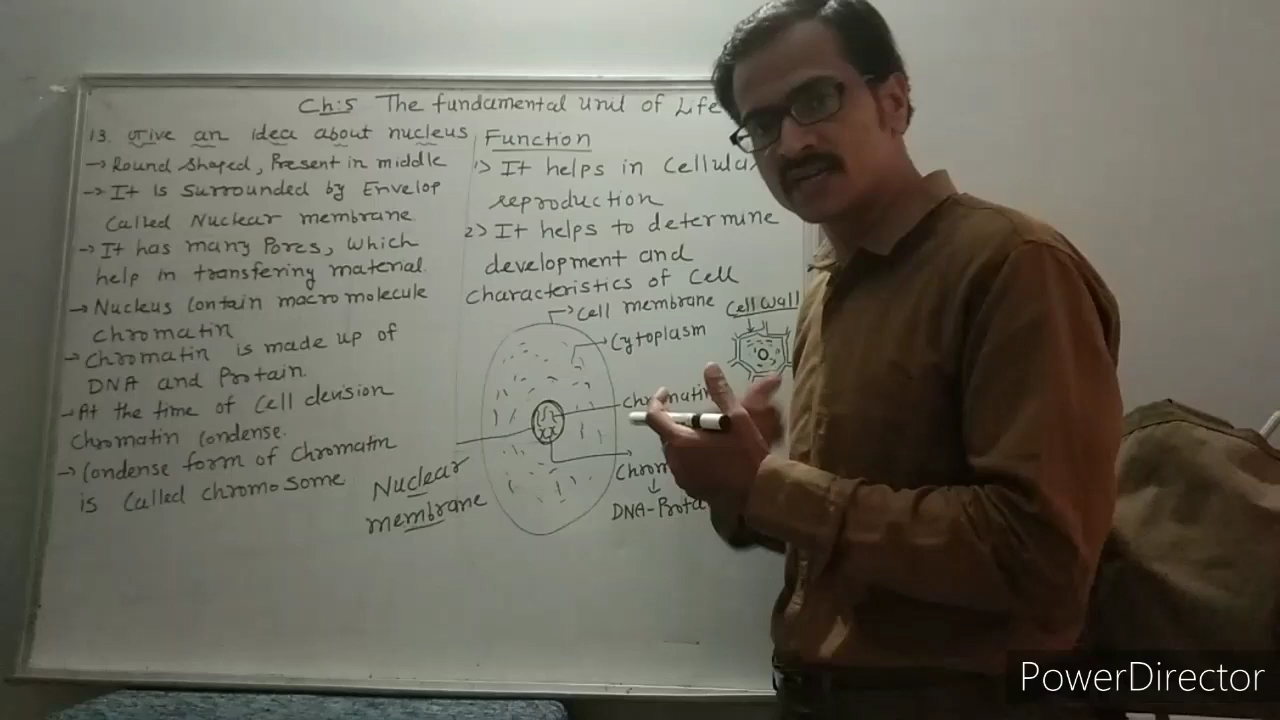 Ch:5 The fundamental unit of Life
13. Give an idea about nucleus
→ Round shaped, Present in middle
→ It is surrounded by Envelop
Called Nuclear membrane
→ It has many Pores, which
help in transfering material.
→ Nucleus Contain macromolecule
Chromatin
→ Chromatin is made up of
DNA and Protain.
→ At the time of Cell devision
Chromatin Condense.
→ Condense form of Chromatin
is Called chromosome
Function
1) It helps in Cellular
reproduction
2) It helps to determine
development and
Characteristics of Cell
Cell membrane
Cell wall
Cytoplasm
Chromatin
Chrom
DNA-Prota
Nuclear
membrane
PowerDirector